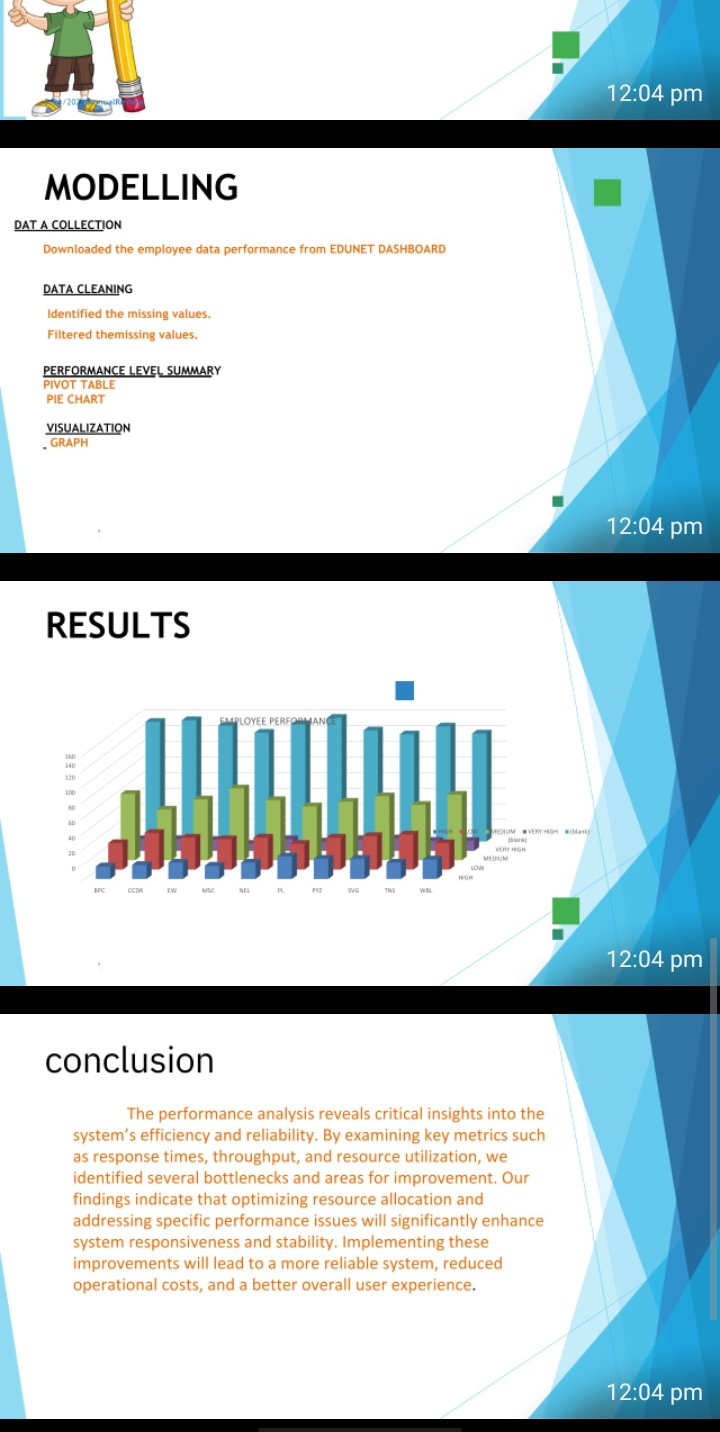 12:04 pm
MODELLING
DAT A COLLECTION
Downloaded the employee data performance from EDUNET DASHBOARD
DATA CLEANING
Identified the missing values.
Filtered themissing values.
PERFORMANCE LEVEL SUMMARY
PIVOT TABLE
PIE CHART
VISUALIZATION
- GRAPH
12:04 pm
RESULTS
EMPLOYEE PERFORMANCE
160
140
120
100
80
60
40
20
0
HIGH LOW MEDIUM VERY HIGH (blank)
(blank)
VERY HIGH
MEDIUM
LOW
HIGH
BPC CCDR EW MSC NEL PL PYZ SVG TNS WBL
12:04 pm
conclusion
The performance analysis reveals critical insights into the
system’s efficiency and reliability. By examining key metrics such
as response times, throughput, and resource utilization, we
identified several bottlenecks and areas for improvement. Our
findings indicate that optimizing resource allocation and
addressing specific performance issues will significantly enhance
system responsiveness and stability. Implementing these
improvements will lead to a more reliable system, reduced
operational costs, and a better overall user experience.
12:04 pm